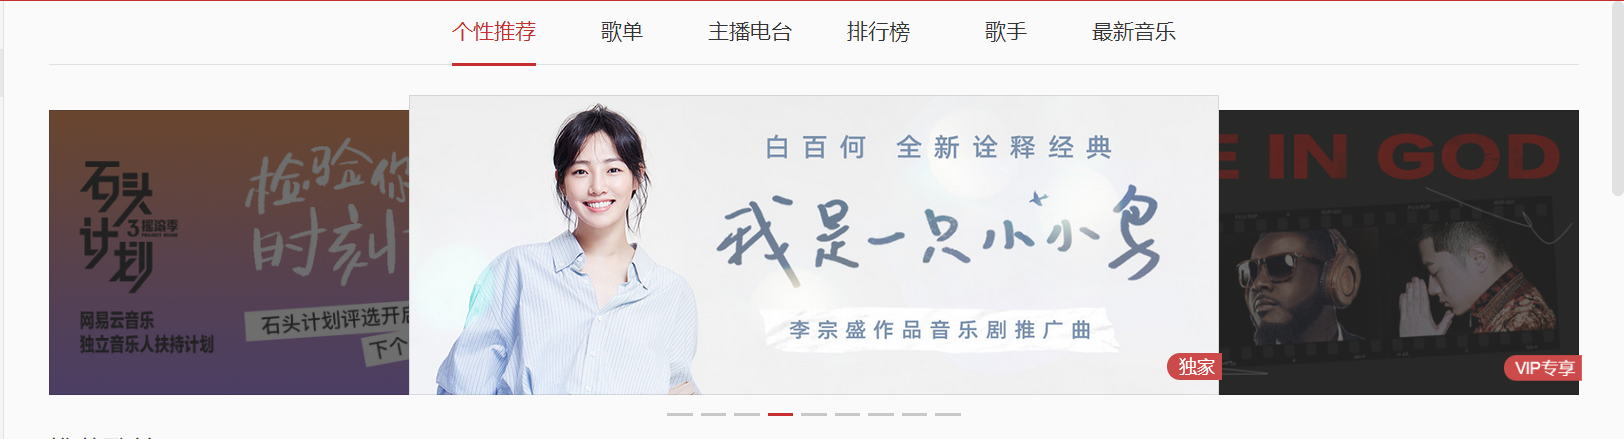 个性推荐 歌单 主播电台 排行榜 歌手 最新音乐
石头
计划
3 摇滚季
PROJECT ROCK
网易云音乐
独立音乐人扶持计划
检验你
时刻
石头计划评选开启
下个
白百何 全新诠释经典
我是一只小小鸟
李宗盛作品音乐剧推广曲
独家
E IN GOD
VIP专享